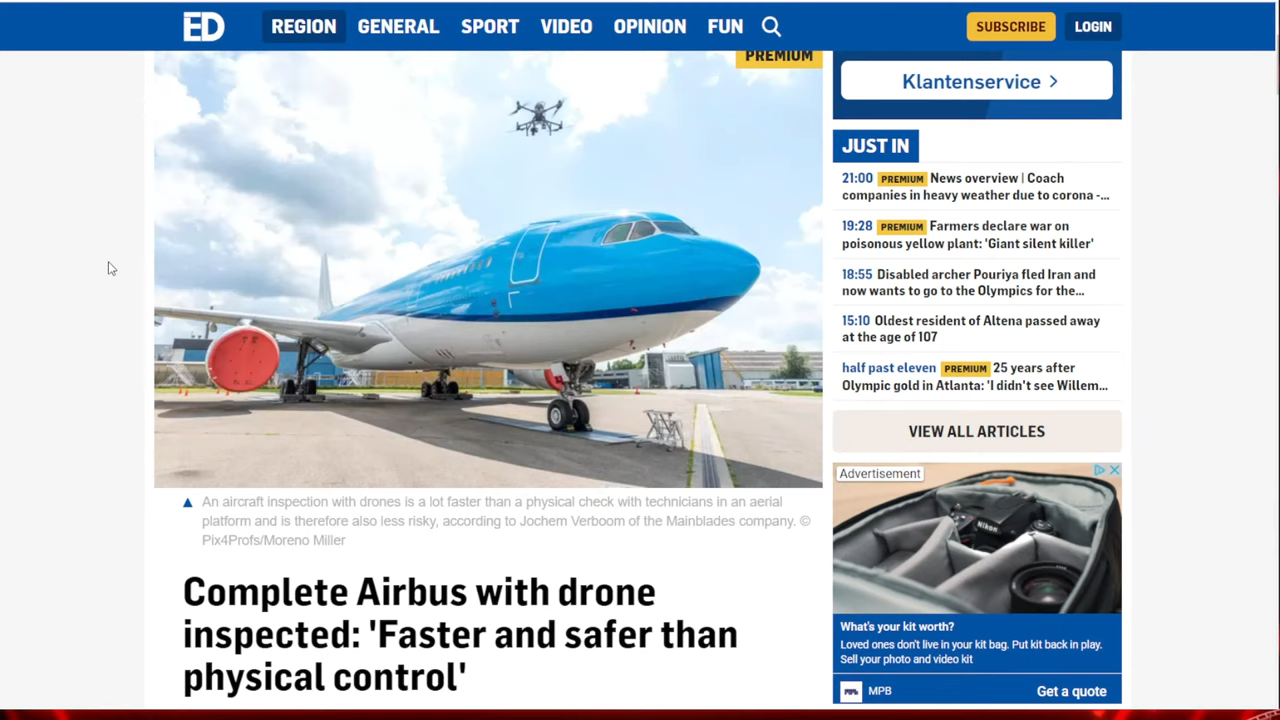 ED REGION GENERAL SPORT VIDEO OPINION FUN SUBSCRIBE LOGIN
PREMIUM
An aircraft inspection with drones is a lot faster than a physical check with technicians in an aerial
platform and is therefore also less risky, according to Jochem Verboom of the Mainblades company. ©
Pix4Profs/Moreno Miller
Complete Airbus with drone
inspected: 'Faster and safer than
physical control'
Klantenservice >
JUST IN
21:00 PREMIUM News overview | Coach
companies in heavy weather due to corona -...
19:28 PREMIUM Farmers declare war on
poisonous yellow plant: 'Giant silent killer'
18:55 Disabled archer Pouriya fled Iran and
now wants to go to the Olympics for the...
15:10 Oldest resident of Altena passed away
at the age of 107
half past eleven PREMIUM 25 years after
Olympic gold in Atlanta: 'I didn't see Willem...
VIEW ALL ARTICLES
Advertisement
Nikon
What's your kit worth?
Loved ones don't live in your kit bag. Put kit back in play.
Sell your photo and video kit
MPB Get a quote